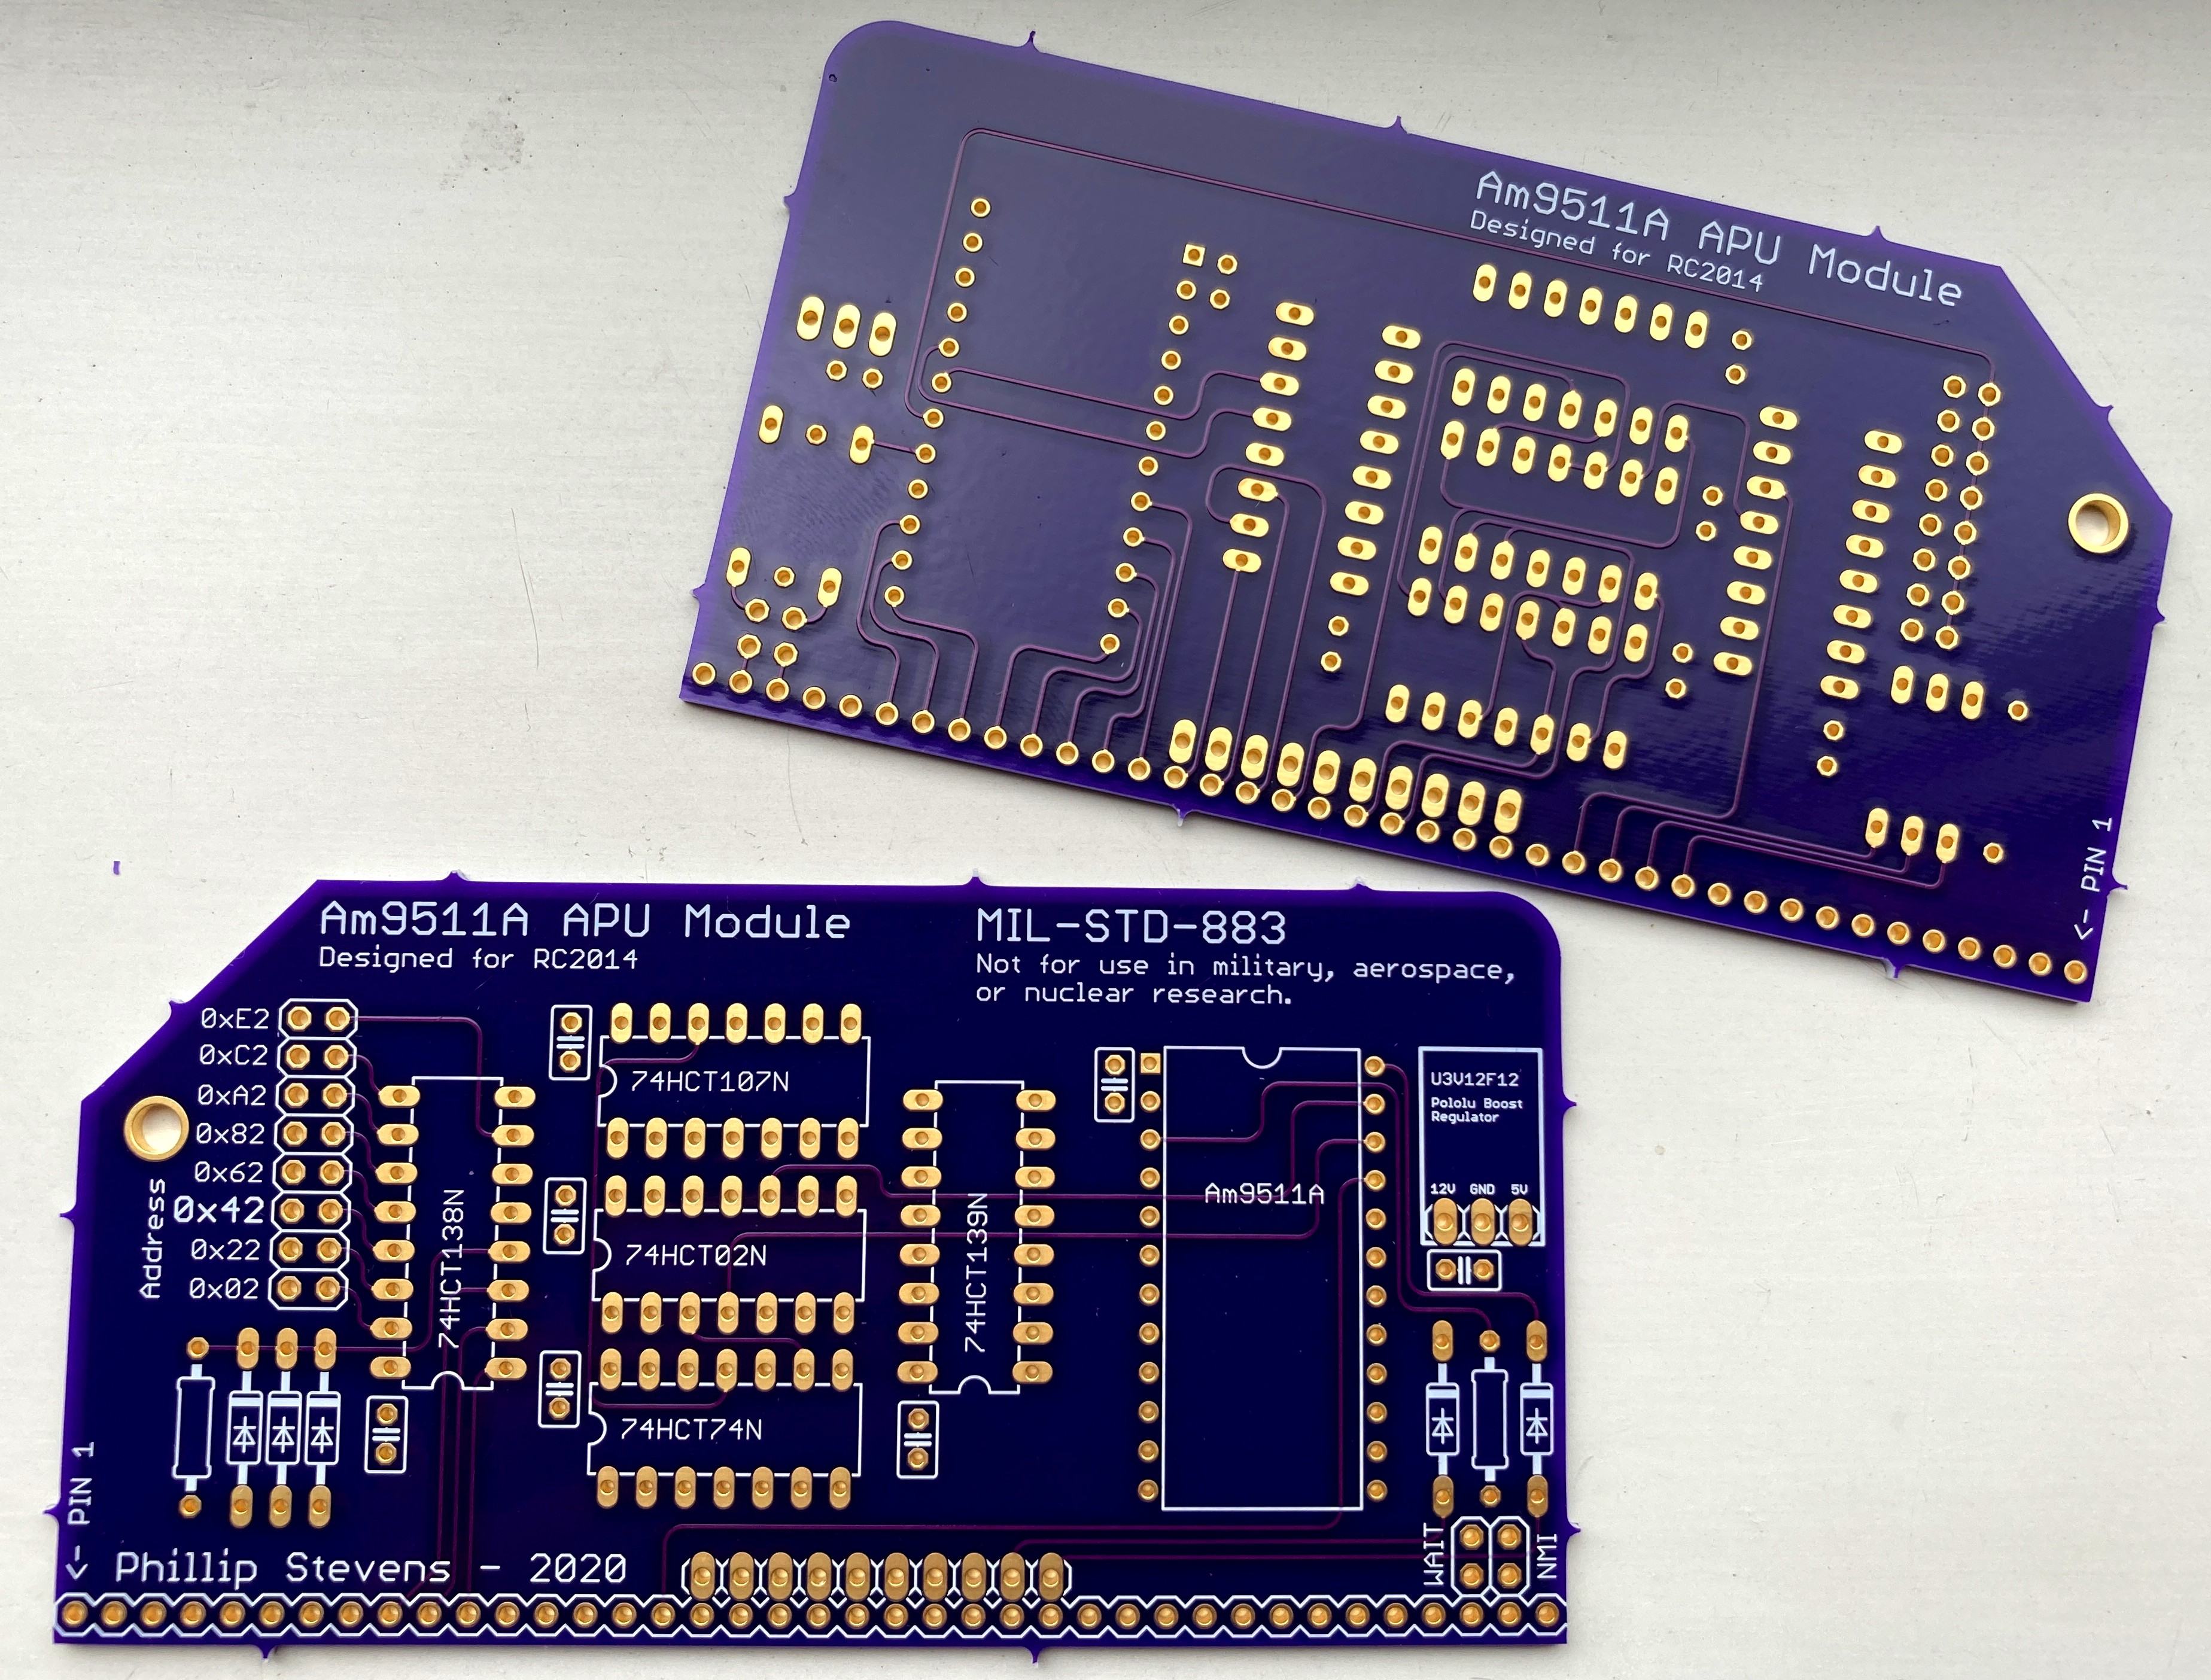 Am9511A APU Module
Designed for RC2014
<- PIN 1
Am9511A APU Module
Designed for RC2014
MIL-STD-883
Not for use in military, aerospace,
or nuclear research.
0xE2
0xC2
0xA2
0x82
0x62
0x42
0x22
0x02
Address
74HCT138N
74HCT107N
74HCT02N
74HCT74N
74HCT139N
Am9511A
U3V12F12
Pololu Boost
Regulator
12V GND 5V
WAIT
NMI
<- PIN 1
Phillip Stevens - 2020